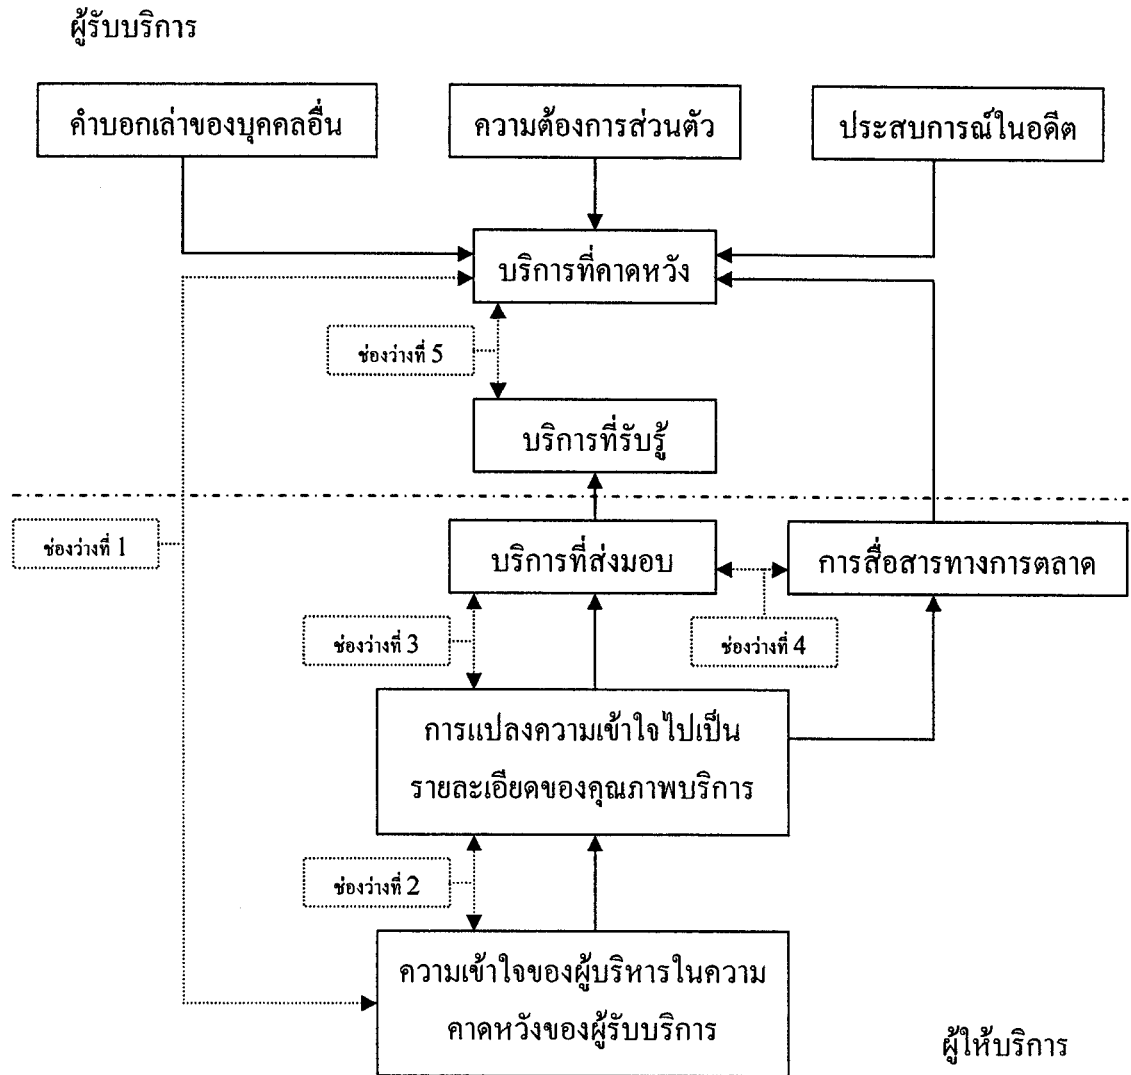 ผู้รับบริการ
คำบอกเล่าของบุคคลอื่น
ความต้องการส่วนตัว
ประสบการณ์ในอดีต
บริการที่คาดหวัง
ช่องว่างที่ 5
บริการที่รับรู้
ช่องว่างที่ 1
บริการที่ส่งมอบ
การสื่อสารทางการตลาด
ช่องว่างที่ 3
ช่องว่างที่ 4
การแปลงความเข้าใจไปเป็น
รายละเอียดของคุณภาพบริการ
ช่องว่างที่ 2
ความเข้าใจของผู้บริหารในความ
คาดหวังของผู้รับบริการ
ผู้ให้บริการ